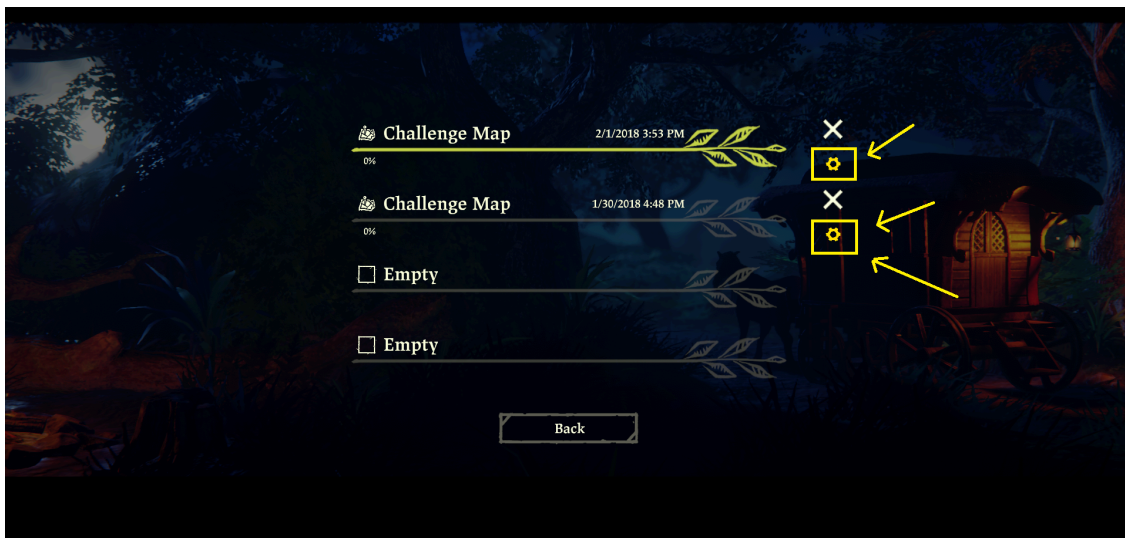 Challenge Map 2/1/2018 3:53 PM
0%
Challenge Map 1/30/2018 4:48 PM
0%
Empty
Empty
Back